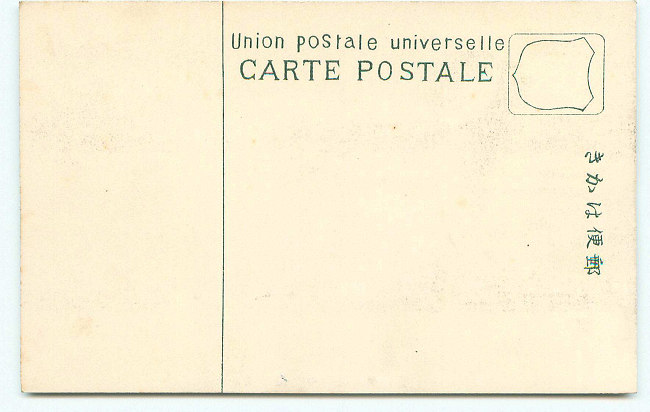 Union postale universelle
CARTE POSTALE
きかは便郵